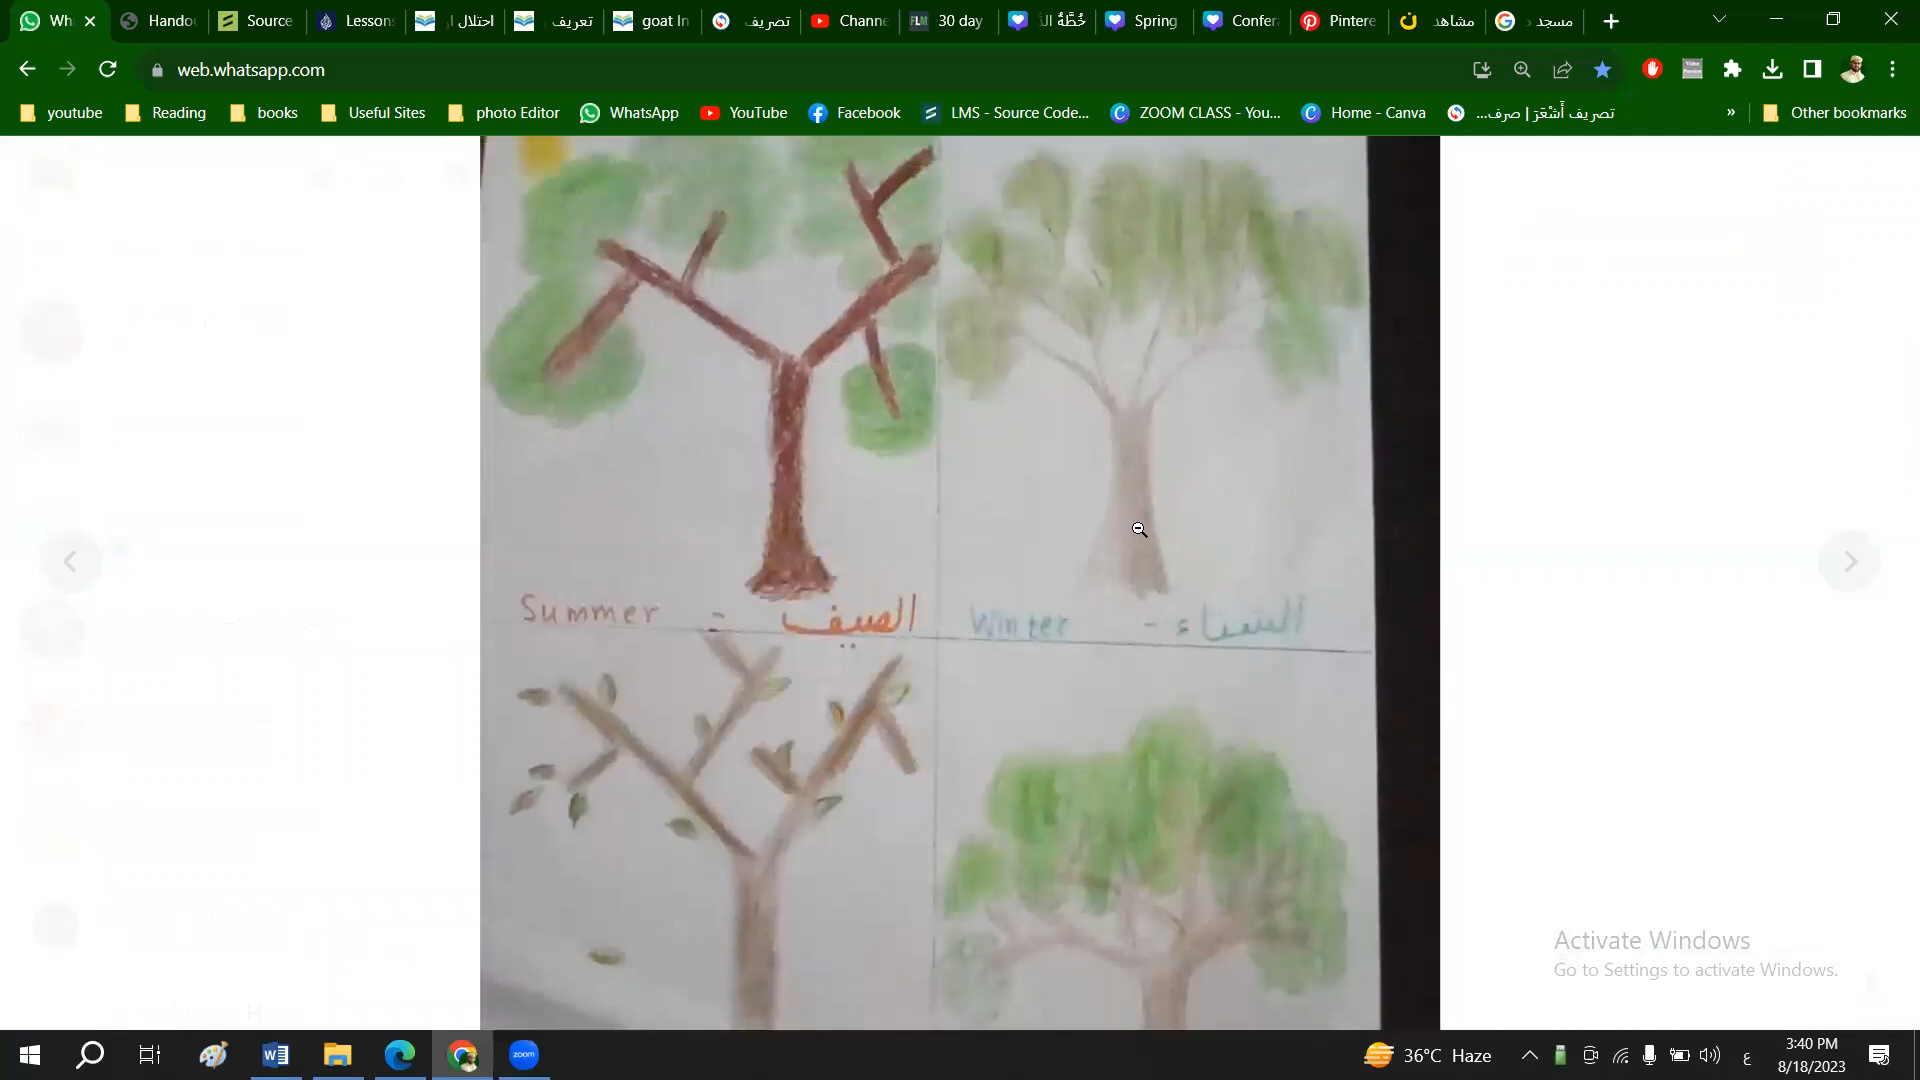 Wh
Handou
Source
Lessons
احتلال ا
تعريف
goat In
تصريف
Channe
FLM 30 day
خُطَّةُ ال
Spring
Confer
Pintere
مشاهد
مسجد د
web.whatsapp.com
youtube
Reading
books
Useful Sites
photo Editor
WhatsApp
YouTube
Facebook
LMS - Source Code...
ZOOM CLASS - You...
Home - Canva
تصريف أَشْعَرَ | صرف...
»
Other bookmarks
Summer - الصيف
Winter - الشتاء
Activate Windows
Go to Settings to activate Windows.
zoom
36°C Haze
ع
3:40 PM
8/18/2023